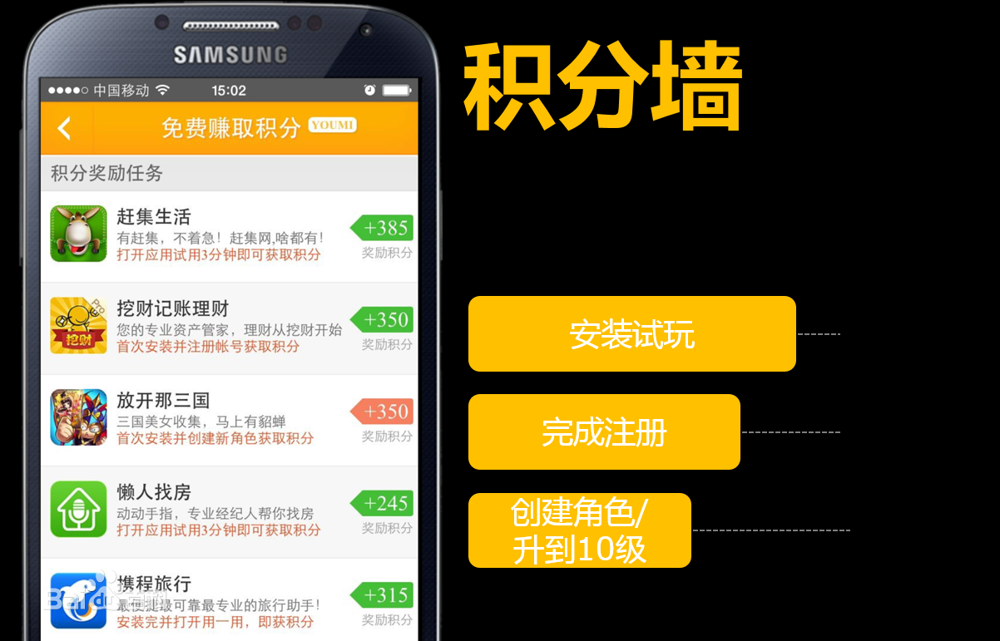 SAMSUNG
中国移动
15:02
免费赚取积分 YOUMI
积分奖励任务
赶集生活
有赶集，不着急！赶集网,啥都有！
打开应用试用3分钟即可获取积分
+385
奖励积分
Pro
挖财
挖财记账理财
您的专业资产管家，理财从挖财开始
首次安装并注册帐号获取积分
+350
奖励积分
放开那三国
三国美女收集，马上有貂蝉
首次安装并创建新角色获取积分
+350
奖励积分
懒人找房
动动手指，专业经纪人帮你找房
打开应用试用3分钟即可获取积分
+245
奖励积分
携程旅行
最便捷最可靠最专业的旅行助手！
安装完并打开用一用，即获积分
+315
奖励积分
Baidu百科
积分墙
安装试玩
完成注册
创建角色/
升到10级